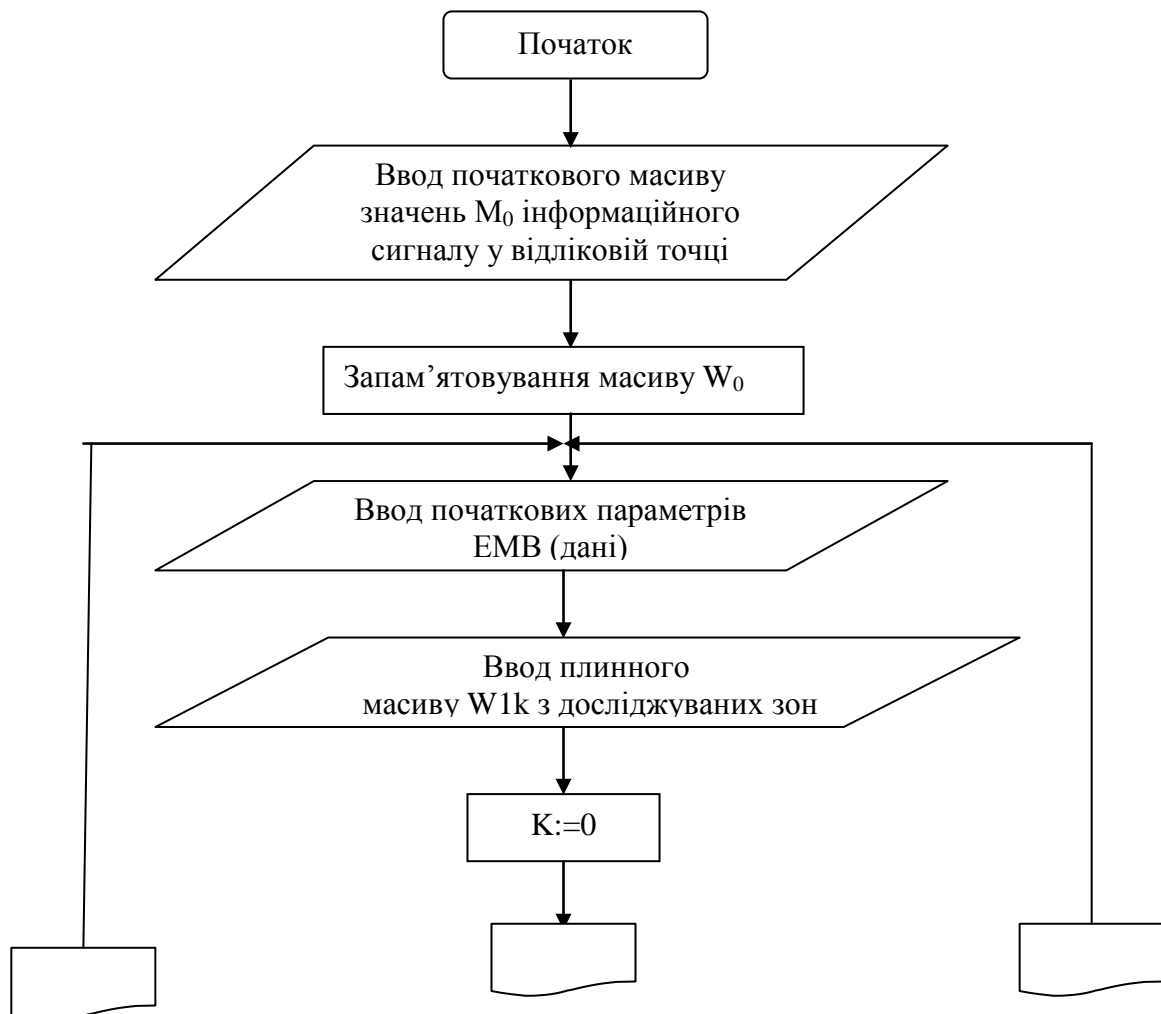 Початок
Ввод початкового масиву
значень М₀ інформаційного
сигналу у відліковій точці
Запам’ятовування масиву W₀
Ввод початкових параметрів
ЕМВ (дані)
Ввод плинного
масиву W1k з досліджуваних зон
К:=0